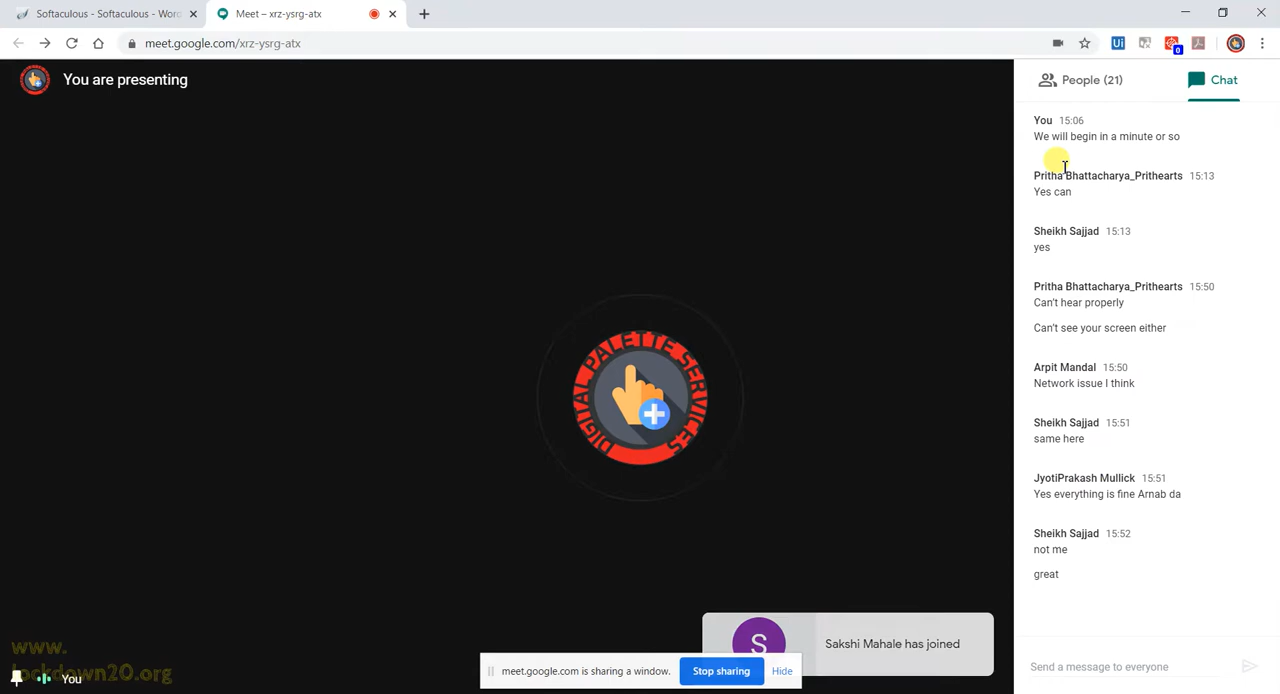 Softaculous - Softaculous - Word
Meet – xrz-ysrg-atx
meet.google.com/xrz-ysrg-atx
Ui
0
You are presenting
People (21)
Chat
You 15:06
We will begin in a minute or so
Pritha Bhattacharya_Prithearts 15:13
Yes can
Sheikh Sajjad 15:13
yes
Pritha Bhattacharya_Prithearts 15:50
Can't hear properly
Can't see your screen either
Arpit Mandal 15:50
Network issue I think
Sheikh Sajjad 15:51
same here
JyotiPrakash Mullick 15:51
Yes everything is fine Arnab da
Sheikh Sajjad 15:52
not me
great
DIGITAL PALETTE SERVICES
S
Sakshi Mahale has joined
meet.google.com is sharing a window.
Stop sharing
Hide
www.
lockdown20.org
You
Send a message to everyone